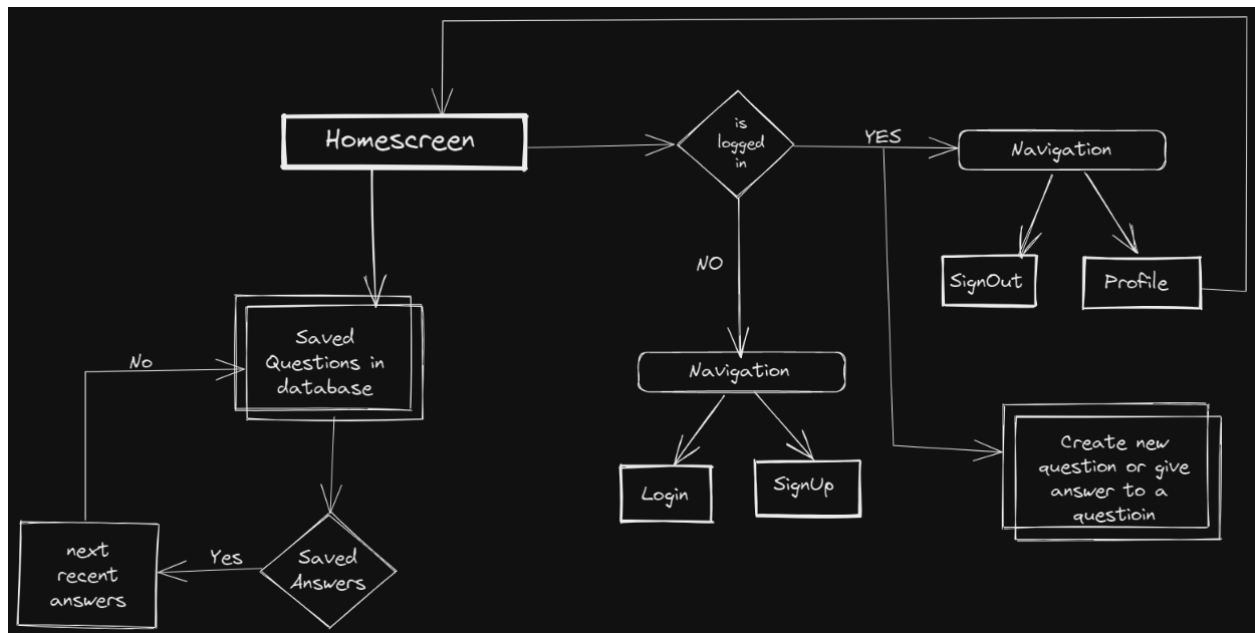 Homescreen
is
logged
in
YES
Navigation
SignOut
Profile
NO
Navigation
Login
SignUp
Create new
question or give
answer to a
questioin
Saved
Questions in
database
No
Saved
Answers
Yes
next
recent
answers